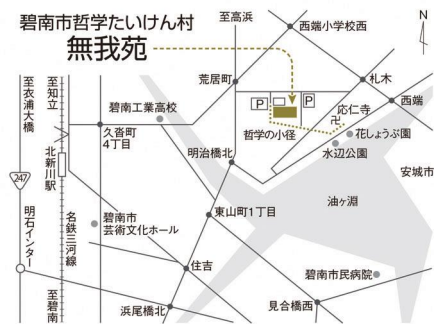 碧南市哲学たいけん村
無我苑
至高浜
西端小学校西
N
荒居町
札木
至衣浦大橋
至知立
碧南工業高校
P
P
応仁寺
西端
卍
花しょうぶ園
哲学の小径
水辺公園
久沓町
4丁目
明治橋北
北新川駅
安城市
247
油ヶ淵
碧南市
芸術文化ホール
東山町1丁目
明石インター
名鉄三河線
住吉
碧南市民病院
至碧南
浜尾橋北
見合橋西